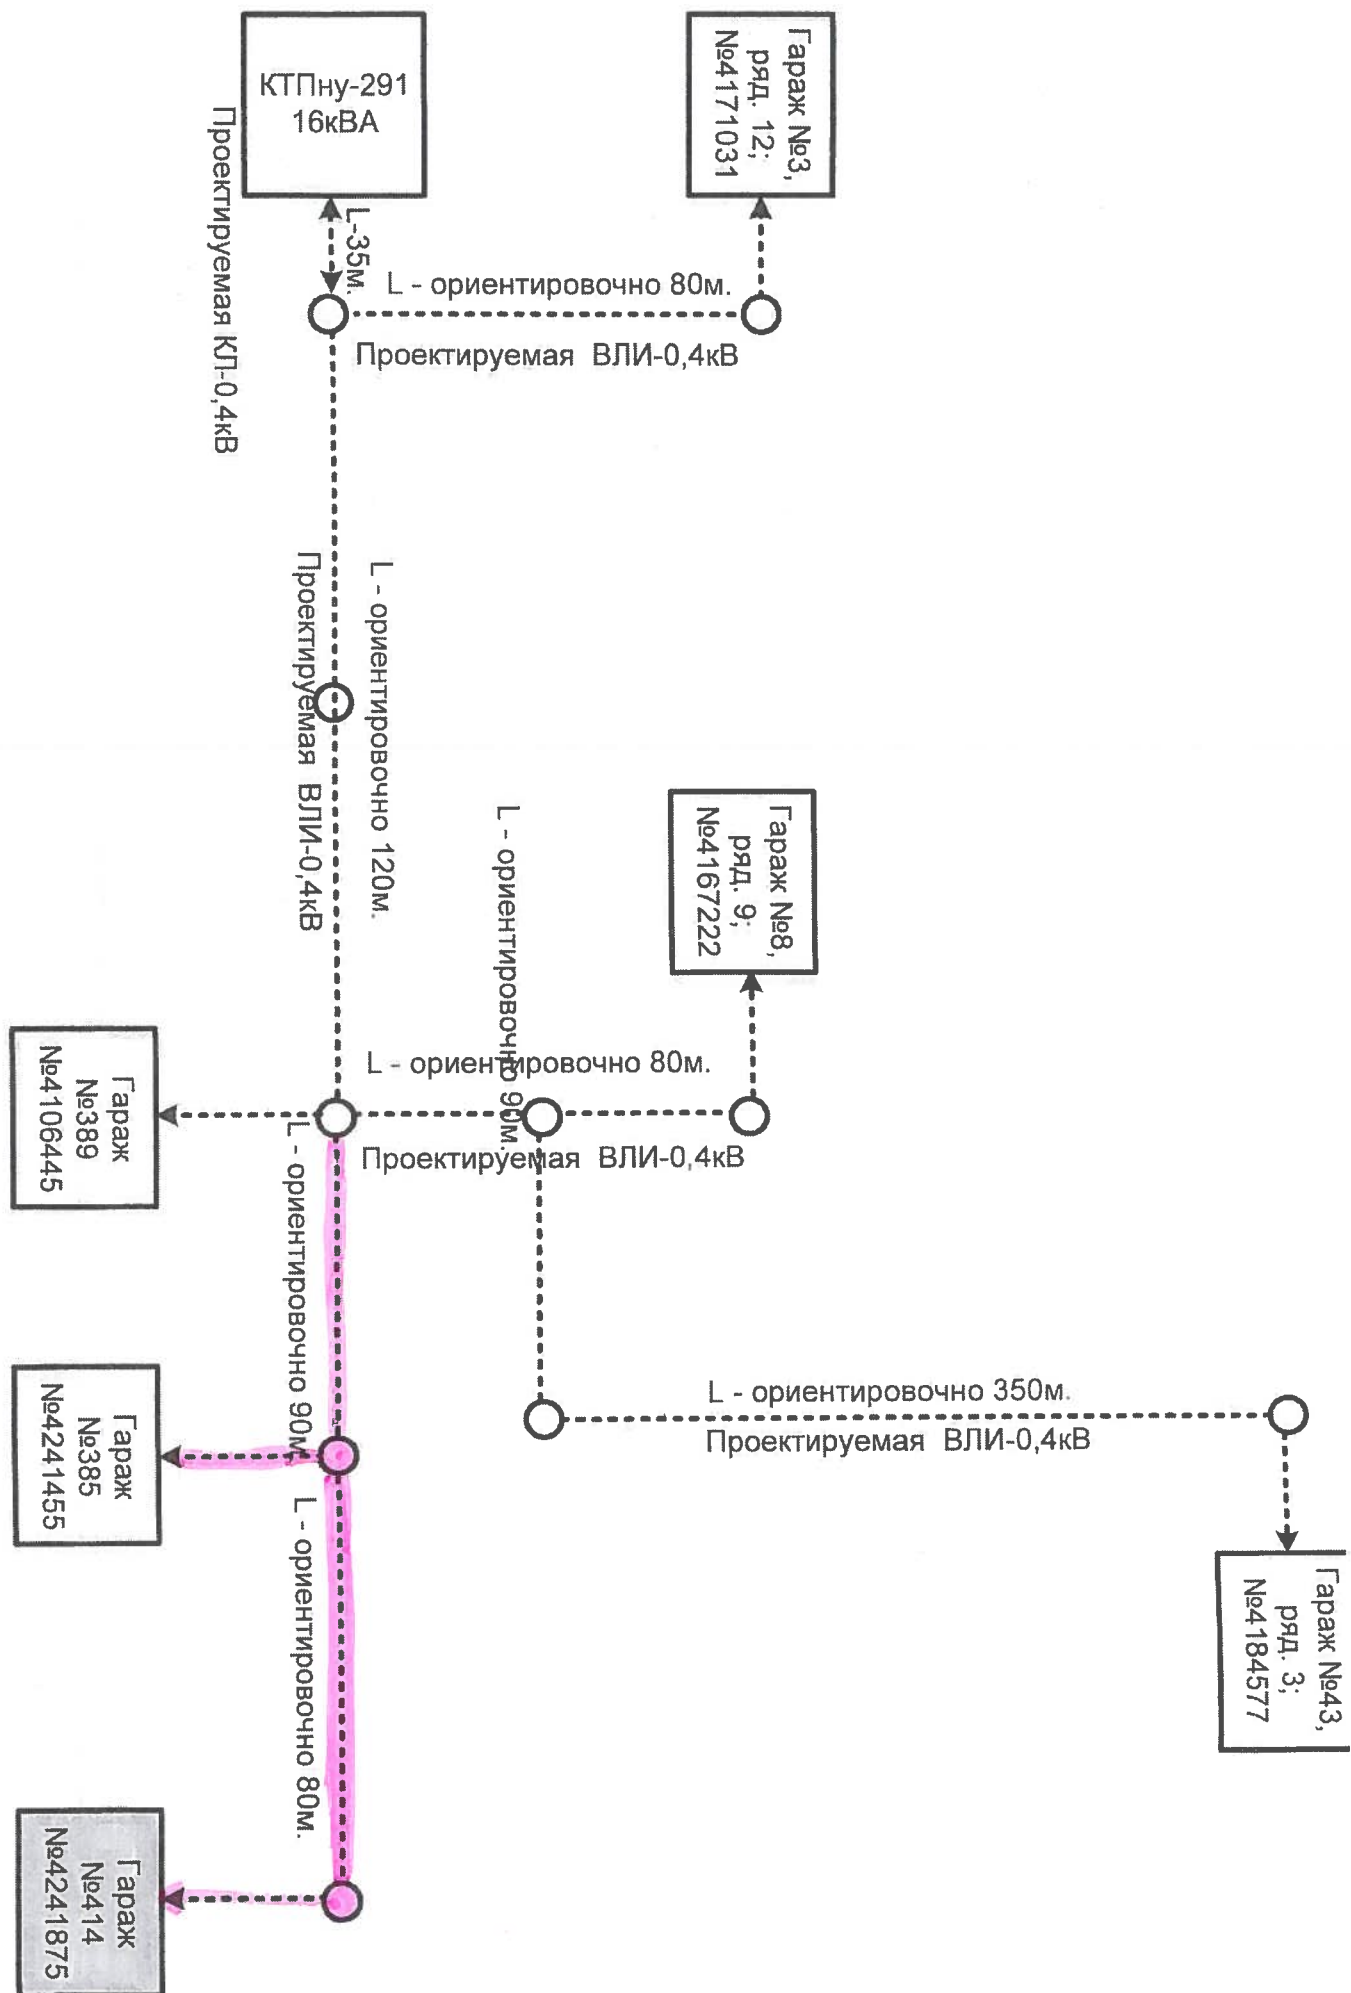 КТПну-291
16кВА
Гараж №3,
ряд. 12;
№4171031
Проектируемая КЛ-0,4кВ
L-35м.
L - ориентировочно 80м.
Проектируемая ВЛИ-0,4кВ
L - ориентировочно 120м.
Проектируемая ВЛИ-0,4кВ
Гараж №8,
ряд. 9;
№4167222
L - ориентировочно 90м.
L - ориентировочно 80м.
Проектируемая ВЛИ-0,4кВ
Гараж
№389
№4106445
L - ориентировочно 90м.
L - ориентировочно 350м.
Проектируемая ВЛИ-0,4кВ
Гараж
№385
№4241455
L - ориентировочно 80м.
Гараж №43,
ряд. 3;
№4184577
Гараж
№414
№4241875